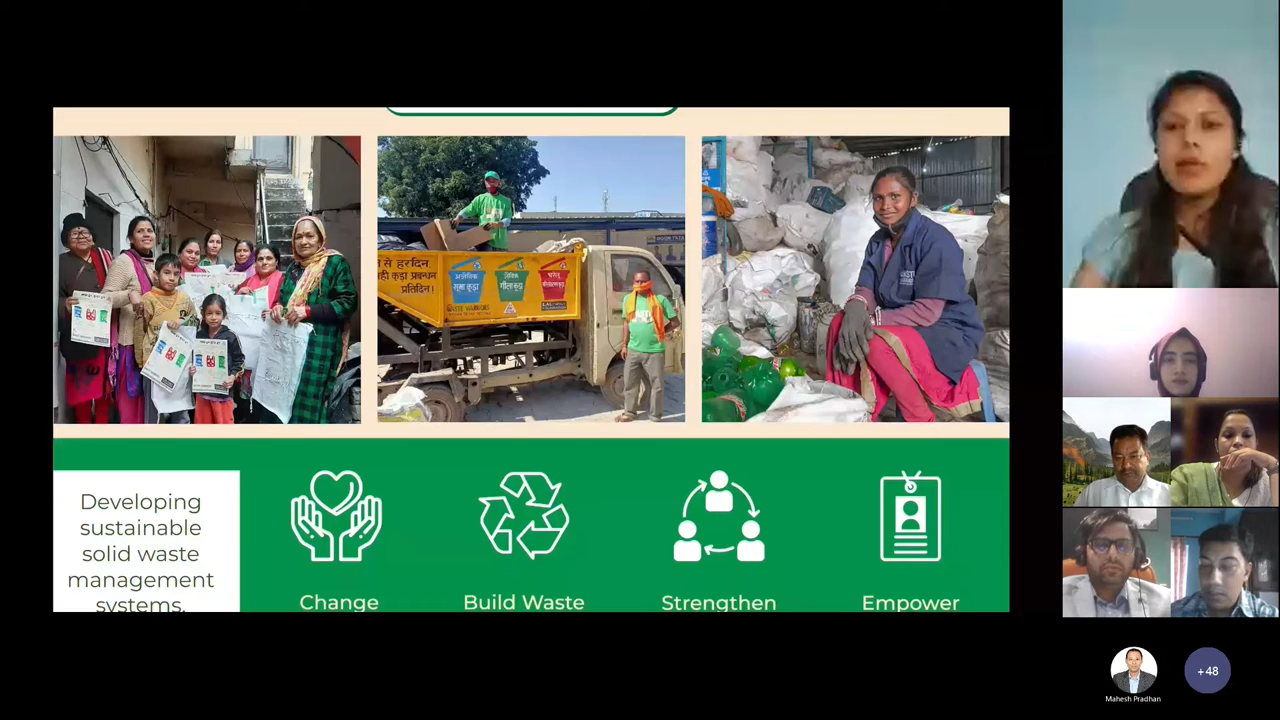 से हरदिन,
ही कूड़ा प्रबन्धन
प्रतिदिन!
सूखा कूड़ा
गीला कूड़ा
घरेलू
WASTE WARRIORS
Developing
sustainable
solid waste
management
systems.
Change
Build Waste
Strengthen
Empower
Mahesh Pradhan
+48